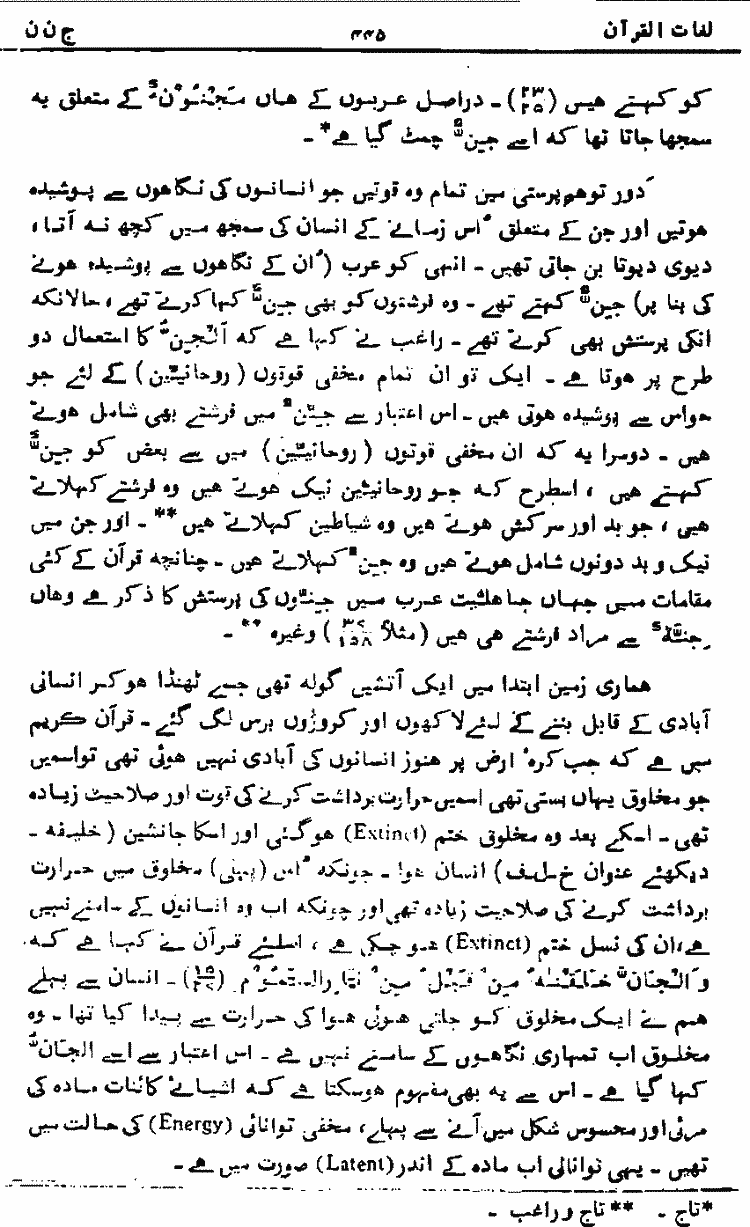 لغات القرآن ۴۴۵ ج ن ن
کو کہتے ہیں (۲۳/۲۵)۔ دراصل عربوں کے ہاں مَجْنُوْنٌ کے متعلق یہ
سمجھا جاتا تھا کہ اسے جِنٌّ چمٹ گیا ہے*۔
دور توہم پرستی میں تمام وہ قوتیں جو انسانوں کی نگاہوں سے پوشیدہ
ہوتیں اور جن کے متعلق اُس زمانے کے انسان کی سمجھ میں کچھ نہ آتا،
دیوی دیوتا بن جاتی تھیں۔ انہی کو عرب (اُن کے نگاہوں سے پوشیدہ ہونے
کی بنا پر) جِنٌّ کہتے تھے۔ وہ فرشتوں کو بھی جِنٌّ کہا کرتے تھے، حالانکہ
انکی پرستش بھی کرتے تھے۔ راغب نے کہا ہے کہ اَلْجِنُّ کا استعمال دو
طرح پر ہوتا ہے۔ ایک تو ان تمام مخفی قوتوں (روحانیّین) کے لئے جو
حواس سے پوشیدہ ہوتی ہیں۔ اس اعتبار سے جِنٌّ میں فرشتے بھی شامل ہوتے
ہیں۔ دوسرا یہ کہ ان مخفی قوتوں (روحانیّین) میں سے بعض کو جِنٌّ
کہتے ہیں، اسطرح کہ جو روحانیّین نیک ہوتے ہیں وہ فرشتے کہلاتے
ہیں، جو بد اور سرکش ہوتے ہیں وہ شیاطین کہلاتے ہیں**۔ اور جن میں
نیک و بد دونوں شامل ہوتے ہیں وہ جِنٌّ کہلاتے ہیں۔ چنانچہ قرآن کے کئی
مقامات میں جہاں جاہلیّت عرب میں جِنّوں کی پرستش کا ذکر ہے وہاں
جِنَّۃٌ سے مراد فرشتے ہی ہیں (مثلاً ۳۷/۱۵۸) وغیرہ**۔
ہماری زمین ابتدا میں ایک آتشیں گولہ تھی جسے ٹھنڈا ہو کر انسانی
آبادی کے قابل بننے کے لئے لاکھوں اور کروڑوں برس لگ گئے۔ قرآن کریم
میں ہے کہ جب کرۂ ارض پر ہنوز انسانوں کی آبادی نہیں ہوئی تھی تو اسمیں
جو مخلوق یہاں بستی تھی اسمیں حرارت برداشت کرنے کی قوت اور صلاحیت زیادہ
تھی۔ اسکے بعد وہ مخلوق ختم (Extinct) ہو گئی اور اسکا جانشین (خلیفہ۔
دیکھئے عنوان خ۔ل۔ف) انسان ہوا۔ چونکہ اُس (پہلی) مخلوق میں حرارت
برداشت کرنے کی صلاحیت زیادہ تھی اور چونکہ اب وہ انسانوں کے سامنے نہیں
ہے، ان کی نسل ختم (Extinct) ہو چکی ہے، اسلئے قرآن نے کہا ہے کہ
وَالْجَانَّ خَلَقْنٰهُ مِنْ قَبْلُ مِنْ نَّارِالسَّمُوْمِ (۱۵/۲۷)۔ انسان سے پہلے
ہم نے ایک مخلوق کو جلتی ہوئی ہوا کی حرارت سے پیدا کیا تھا۔ وہ
مخلوق اب تمہاری نگاہوں کے سامنے نہیں ہے۔ اس اعتبار سے اسے الجَانّ
کہا گیا ہے۔ اس سے یہ بھی مفہوم ہو سکتا ہے کہ اشیائے کائنات مادہ کی
مرئی اور محسوس شکل میں آنے سے پہلے، مخفی توانائی (Energy) کی حالت میں
تھیں۔ یہی توانائی اب مادہ کے اندر (Latent) صورت میں ہے۔
*تاج۔ **تاج و راغب۔